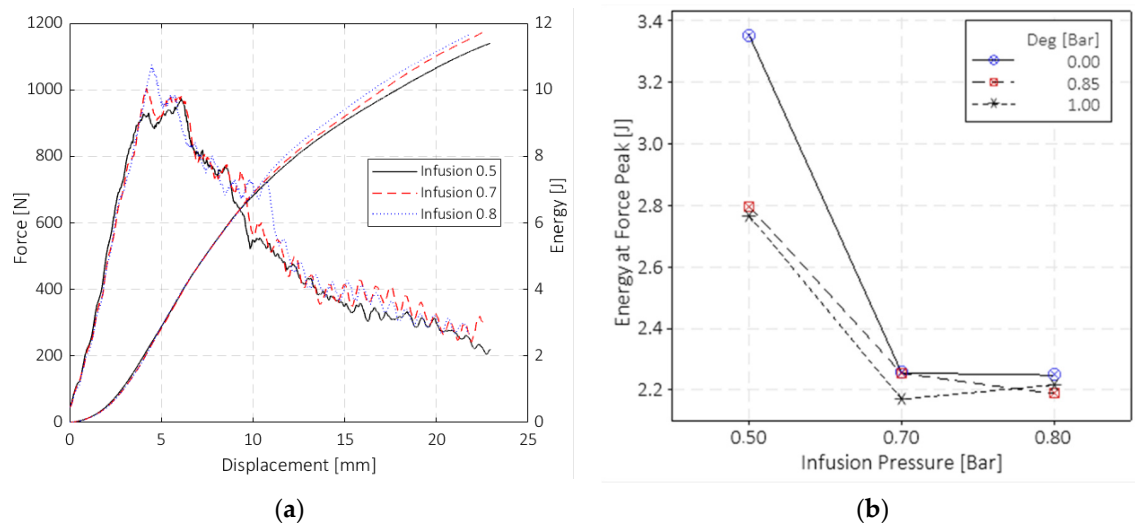 1200
1000
800
600
400
200
0
Force [N]
12
10
8
6
4
2
0
Energy [J]
Infusion 0.5
Infusion 0.7
Infusion 0.8
0 5 10 15 20 25
Displacement [mm]
(a)
3.4
3.2
3.0
2.8
2.6
2.4
2.2
Energy at Force Peak [J]
Deg [Bar]
0.00
0.85
1.00
0.50 0.70 0.80
Infusion Pressure [Bar]
(b)